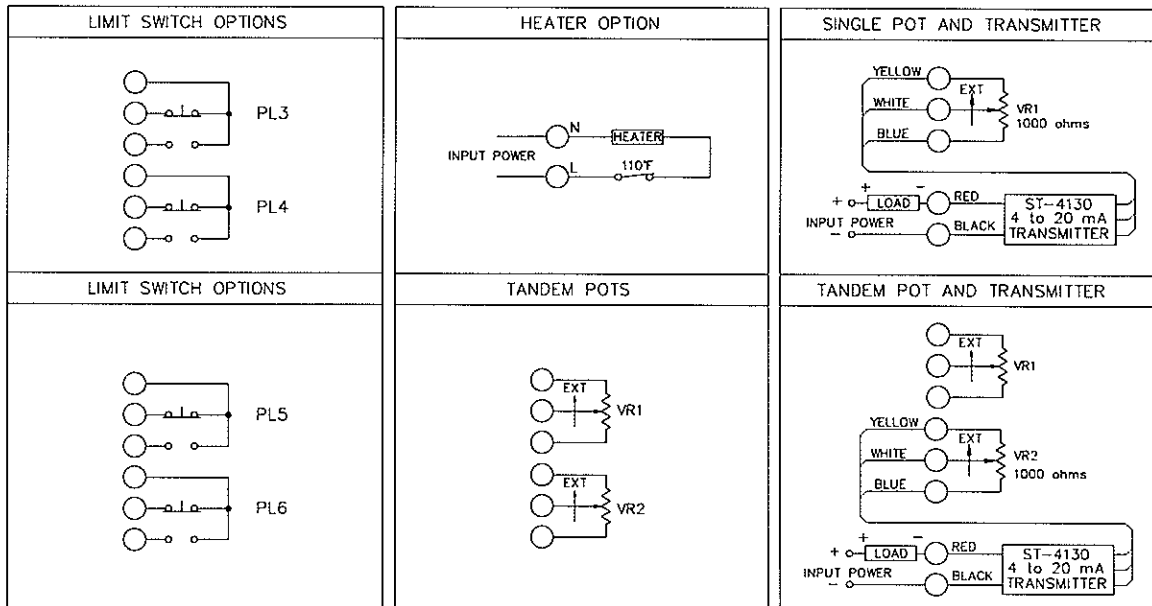 LIMIT SWITCH OPTIONS
PL3
PL4
HEATER OPTION
N
HEATER
INPUT POWER
110°F
L
SINGLE POT AND TRANSMITTER
YELLOW
EXT
WHITE
VR1
1000 ohms
BLUE
+ -
+ LOAD RED
INPUT POWER
- BLACK
ST-4130
4 to 20 mA
TRANSMITTER
LIMIT SWITCH OPTIONS
PL5
PL6
TANDEM POTS
EXT
VR1
EXT
VR2
TANDEM POT AND TRANSMITTER
EXT
VR1
YELLOW
EXT
WHITE
VR2
1000 ohms
BLUE
+ -
+ LOAD RED
INPUT POWER
- BLACK
ST-4130
4 to 20 mA
TRANSMITTER